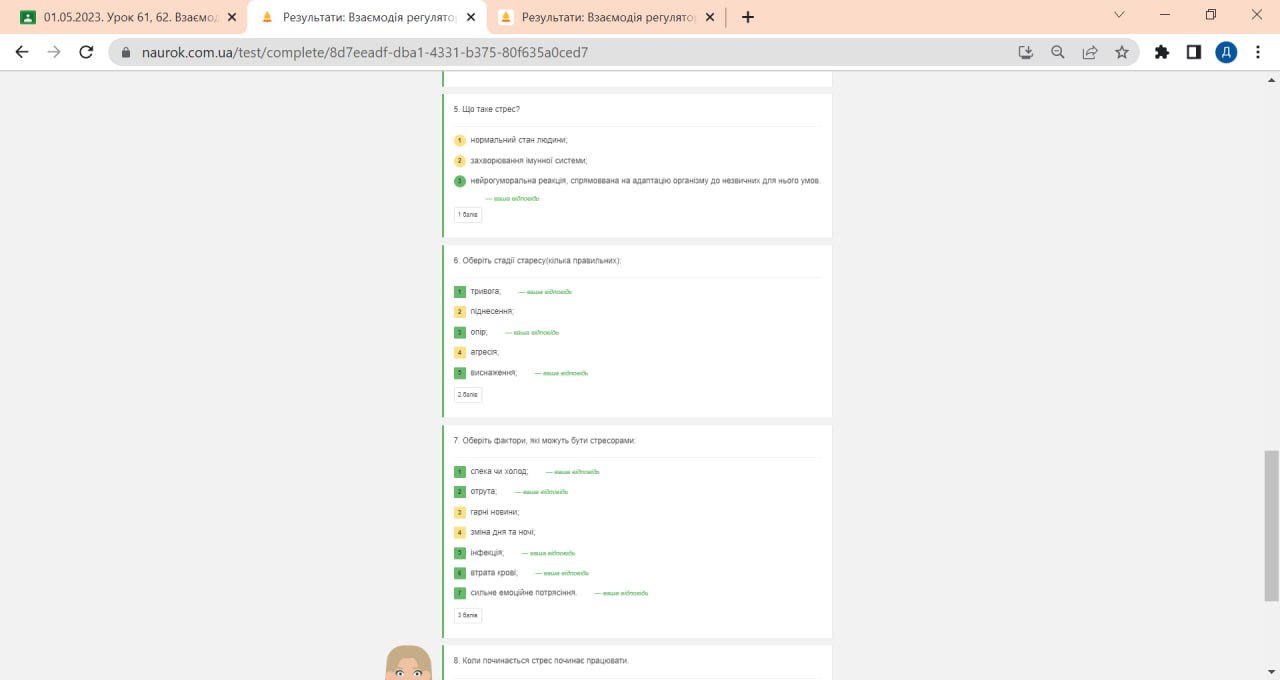 01.05.2023. Урок 61, 62. Взаємод
Результати: Взаємодія регулятор
Результати: Взаємодія регулятор
naurok.com.ua/test/complete/8d7eeadf-dba1-4331-b375-80f635a0ced7
Д
5. Що таке стрес?
1 нормальний стан людини;
2 захворювання імунної системи;
3 нейрогуморальна реакція, спрямоввана на адаптацію організму до незвичних для нього умов.
— ваша відповідь
1 балів
6. Оберіть стадії старесу(кілька правильних):
1 тривога; — ваша відповідь
2 піднесення;
3 опір; — ваша відповідь
4 агресія;
5 виснаження; — ваша відповідь
2 балів
7. Оберіть фактори, які можуть бути стресорами:
1 спека чи холод; — ваша відповідь
2 отрута; — ваша відповідь
3 гарні новини;
4 зміна дня та ночі;
5 інфекція; — ваша відповідь
6 втрата крові; — ваша відповідь
7 сильне емоційне потрясіння. — ваша відповідь
3 балів
8. Коли починається стрес починає працювати.